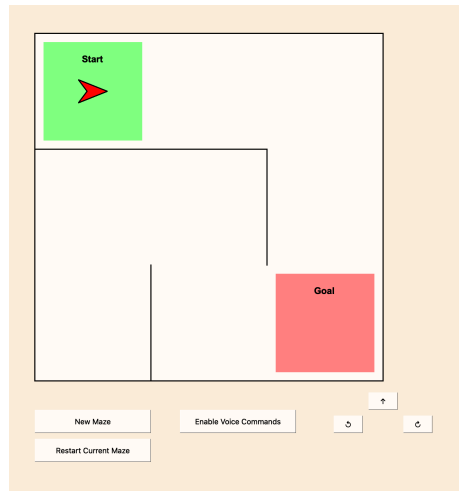 Start
Goal
↑
New Maze
Enable Voice Commands
↺
↻
Restart Current Maze